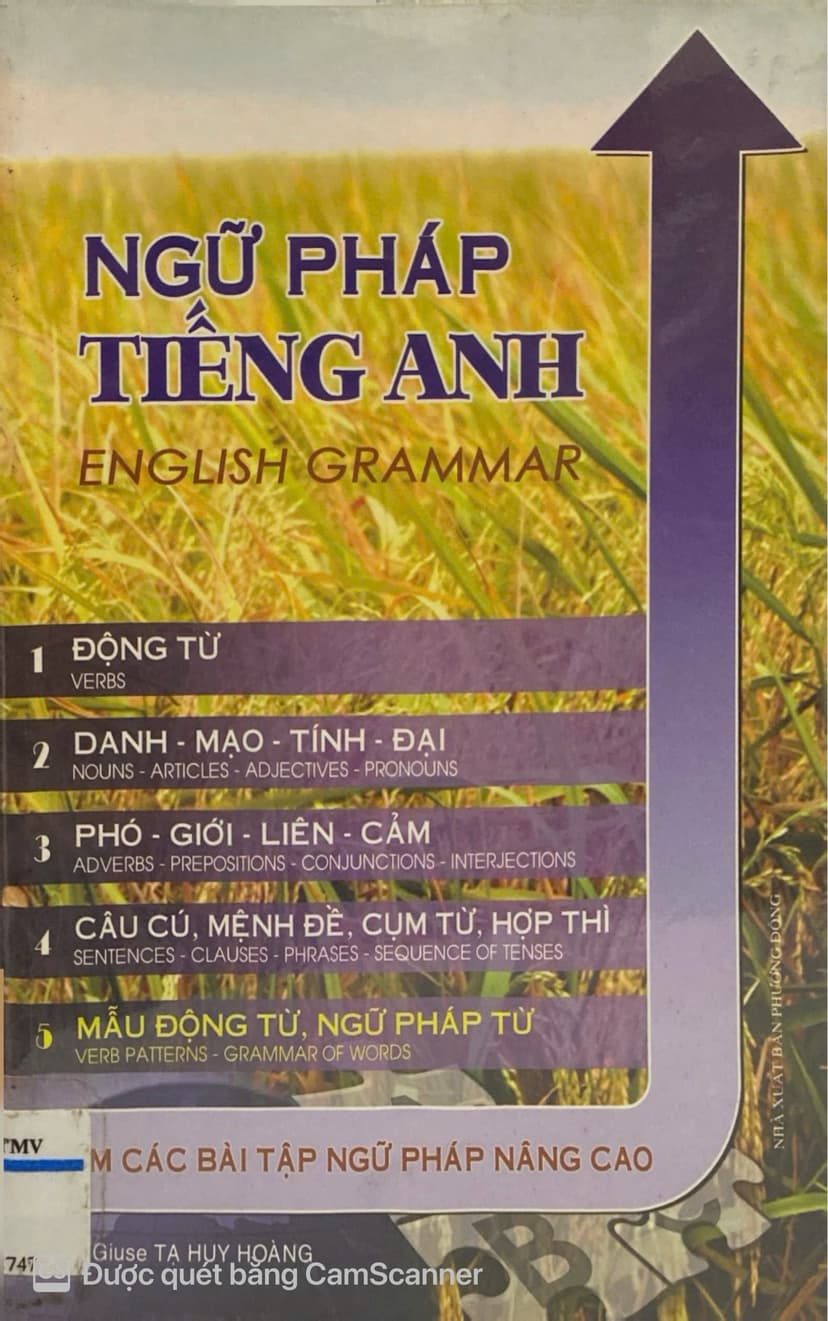 NGỮ PHÁP
TIẾNG ANH
ENGLISH GRAMMAR
1 ĐỘNG TỪ
VERBS
2 DANH - MẠO - TÍNH - ĐẠI
NOUNS - ARTICLES - ADJECTIVES - PRONOUNS
3 PHÓ - GIỚI - LIÊN - CẢM
ADVERBS - PREPOSITIONS - CONJUNCTIONS - INTERJECTIONS
4 CÂU CÚ, MỆNH ĐỀ, CỤM TỪ, HỢP THÌ
SENTENCES - CLAUSES - PHRASES - SEQUENCE OF TENSES
5 MẪU ĐỘNG TỪ, NGỮ PHÁP TỪ
VERB PATTERNS - GRAMMAR OF WORDS
NHÀ XUẤT BẢN PHƯƠNG ĐÔNG
TMV
M CÁC BÀI TẬP NGỮ PHÁP NÂNG CAO
Giuse TẠ HUY HOÀNG
Được quét bằng CamScanner